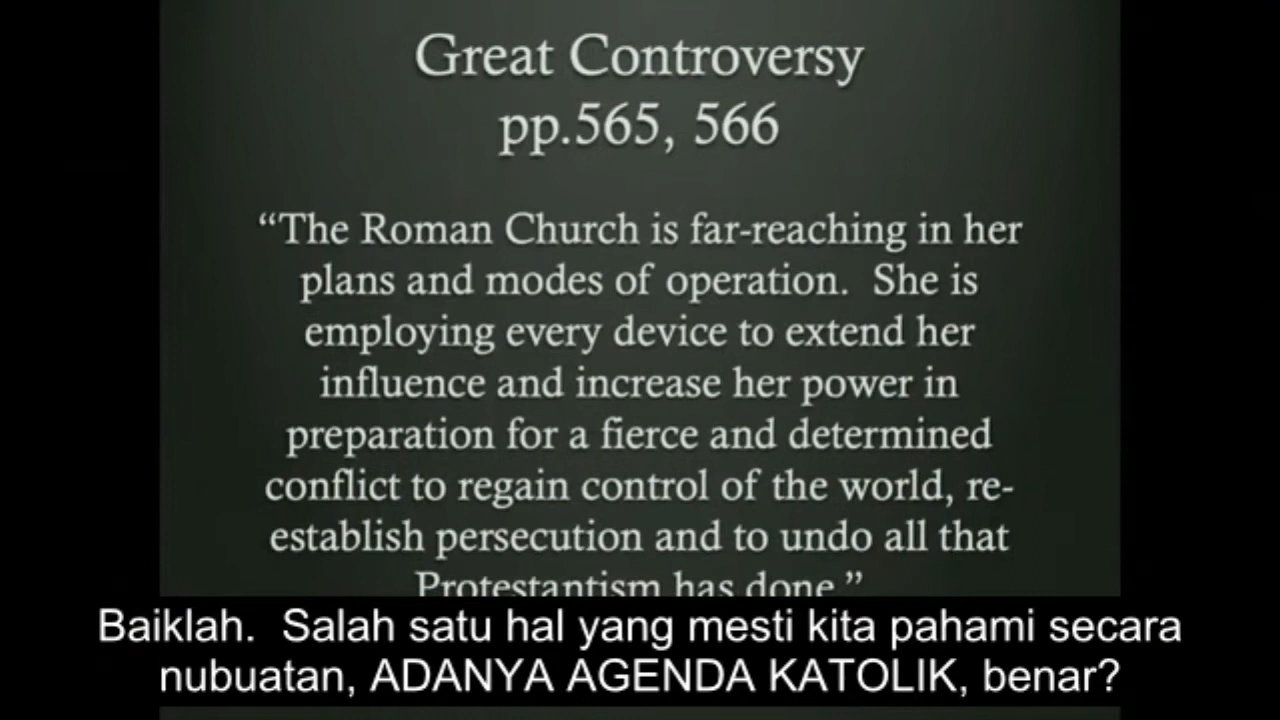 Great Controversy
pp.565, 566
“The Roman Church is far-reaching in her
plans and modes of operation.  She is
employing every device to extend her
influence and increase her power in
preparation for a fierce and determined
conflict to regain control of the world, re-
establish persecution and to undo all that
Protestantism has done.”
Baiklah.  Salah satu hal yang mesti kita pahami secara
nubuatan, ADANYA AGENDA KATOLIK, benar?